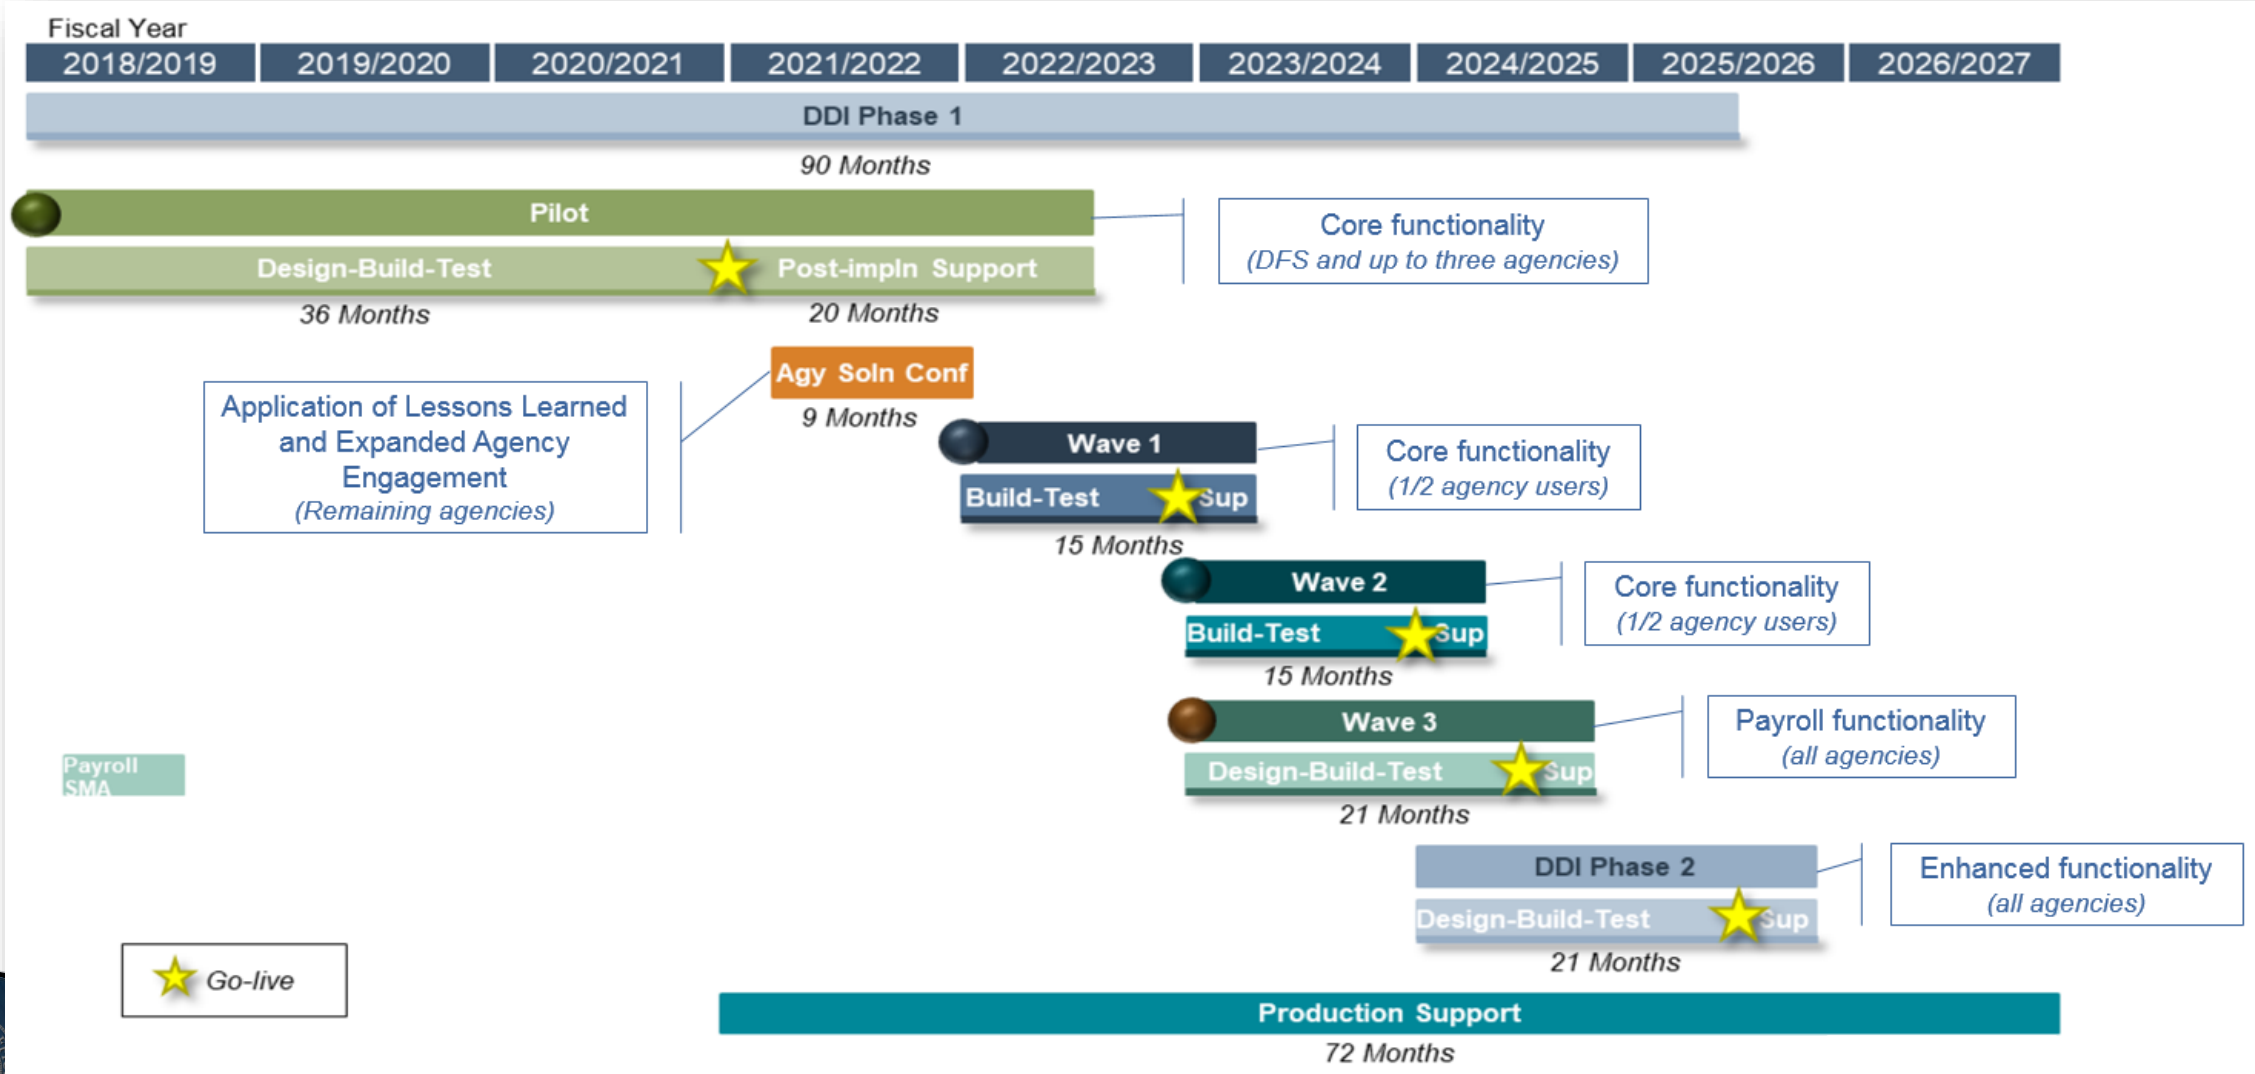 Fiscal Year
2018/2019 2019/2020 2020/2021 2021/2022 2022/2023 2023/2024 2024/2025 2025/2026 2026/2027
DDI Phase 1
90 Months
Pilot
Core functionality
(DFS and up to three agencies)
Design-Build-Test Post-impln Support
36 Months 20 Months
Agy Soln Conf
9 Months
Application of Lessons Learned
and Expanded Agency
Engagement
(Remaining agencies)
Wave 1
Build-Test Sup
15 Months
Core functionality
(1/2 agency users)
Wave 2
Build-Test Sup
15 Months
Core functionality
(1/2 agency users)
Wave 3
Design-Build-Test Sup
21 Months
Payroll functionality
(all agencies)
Payroll
SMA
DDI Phase 2
Design-Build-Test Sup
21 Months
Enhanced functionality
(all agencies)
Go-live
Production Support
72 Months